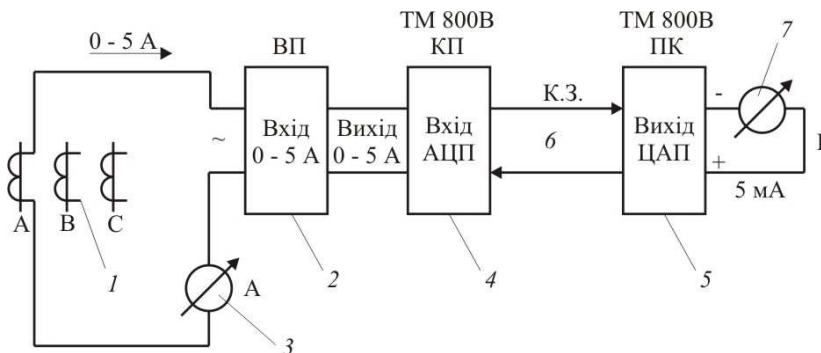 0 - 5 А
ВП
ТМ 800В
КП
ТМ 800В
ПК
7
~
Вхід
0 - 5 А
Вихід
0 - 5 А
Вхід
АЦП
К.З.
6
Вихід
ЦАП
-
+
5 мА
А
В
С
1
А
3
2
4
5